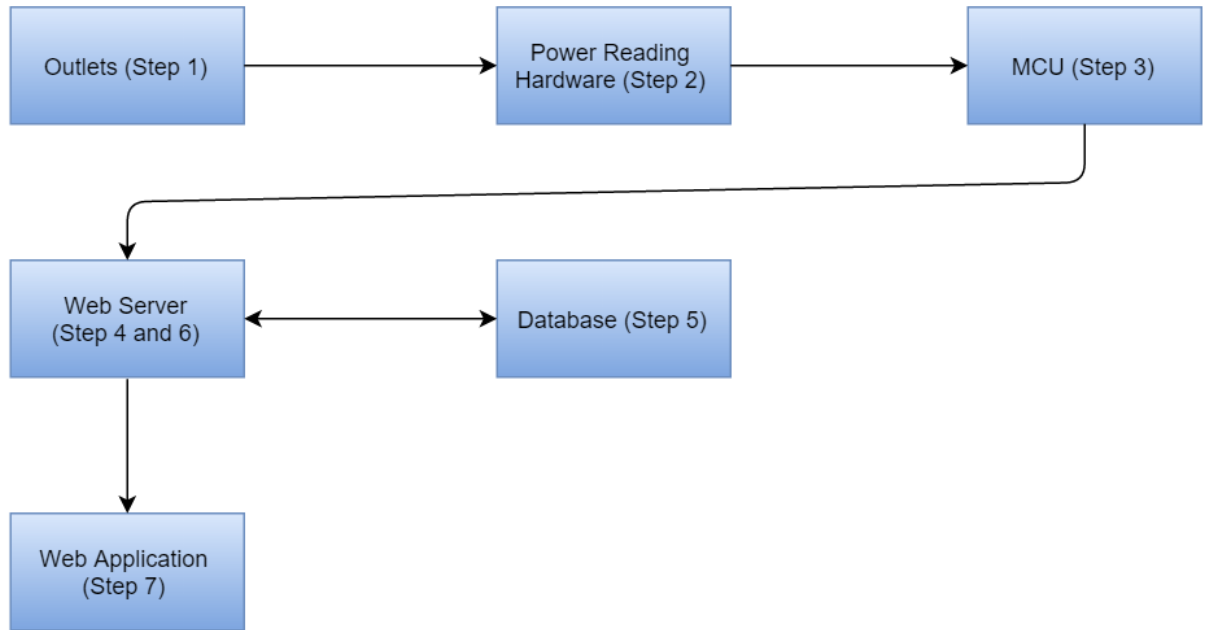 Outlets (Step 1)
Power Reading
Hardware (Step 2)
MCU (Step 3)
Web Server
(Step 4 and 6)
Database (Step 5)
Web Application
(Step 7)